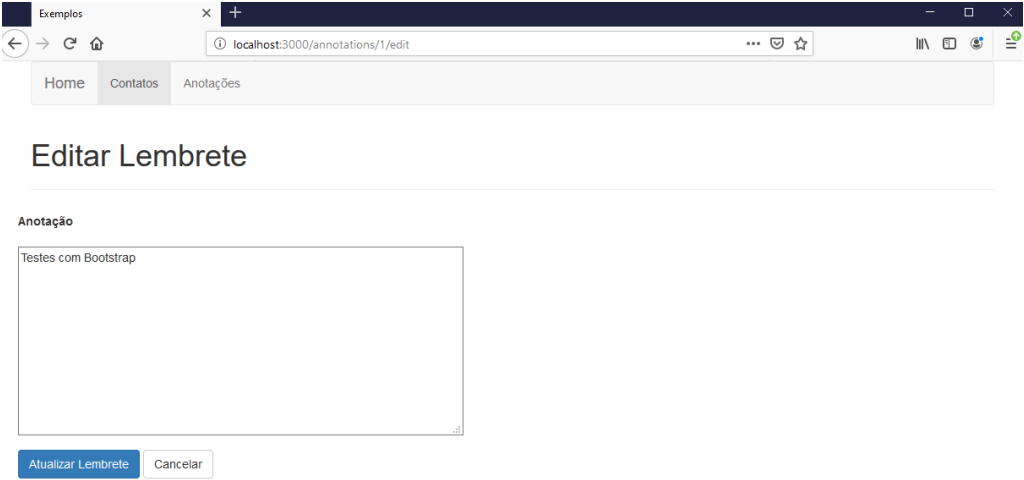 Exemplos
localhost:3000/annotations/1/edit
Home Contatos Anotações
Editar Lembrete
Anotação
Testes com Bootstrap
Atualizar Lembrete Cancelar